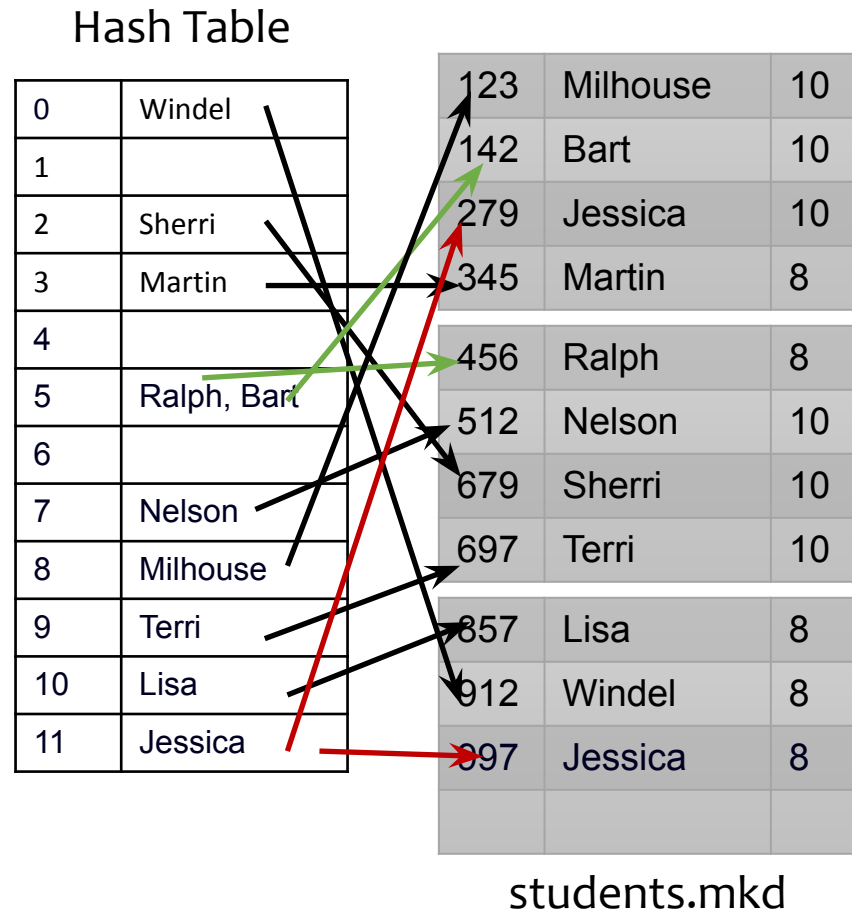 Hash Table
0 Windel
1
2 Sherri
3 Martin
4
5 Ralph, Bart
6
7 Nelson
8 Milhouse
9 Terri
10 Lisa
11 Jessica
123 Milhouse 10
142 Bart 10
279 Jessica 10
345 Martin 8
456 Ralph 8
512 Nelson 10
679 Sherri 10
697 Terri 10
857 Lisa 8
912 Windel 8
997 Jessica 8
students.mkd